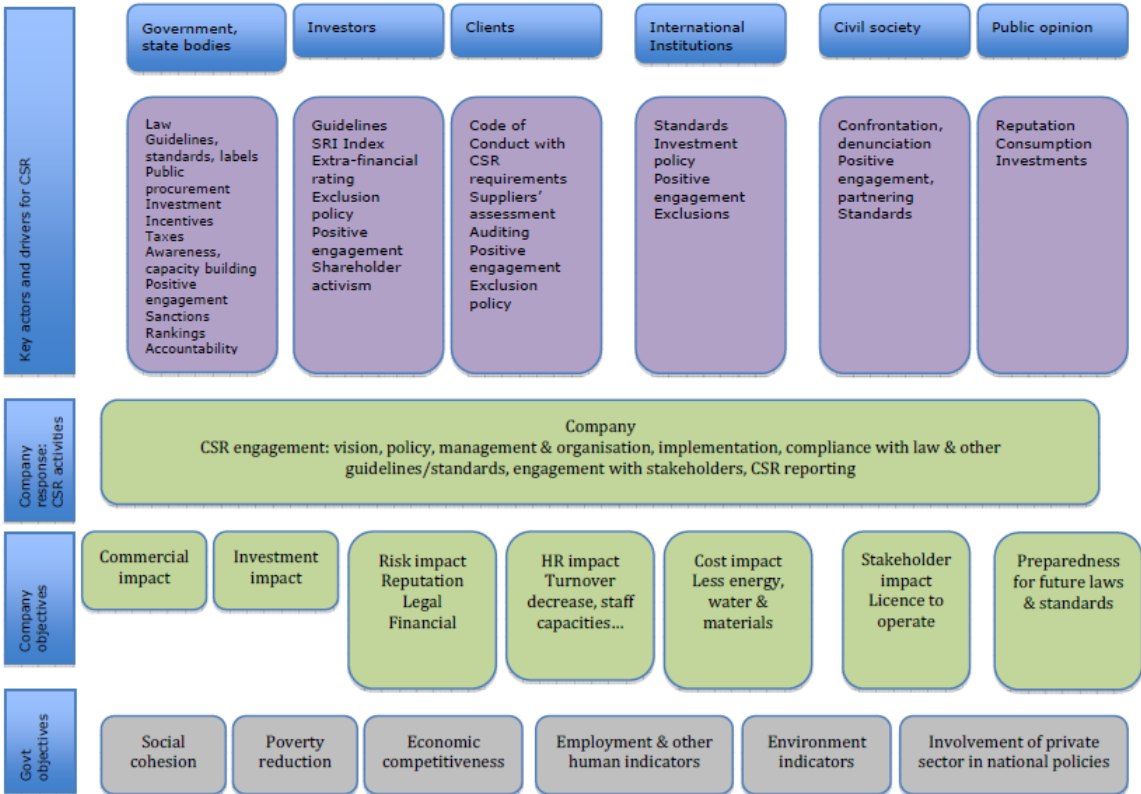 Key actors and drivers for CSR
Government,
state bodies
Investors
Clients
International
Institutions
Civil society
Public opinion
Law
Guidelines,
standards, labels
Public
procurement
Investment
Incentives
Taxes
Awareness,
capacity building
Positive
engagement
Sanctions
Rankings
Accountability
Guidelines
SRI Index
Extra-financial
rating
Exclusion
policy
Positive
engagement
Shareholder
activism
Code of
Conduct with
CSR
requirements
Suppliers’
assessment
Auditing
Positive
engagement
Exclusion
policy
Standards
Investment
policy
Positive
engagement
Exclusions
Confrontation,
denunciation
Positive
engagement,
partnering
Standards
Reputation
Consumption
Investments
Company
response:
CSR activities
Company
CSR engagement: vision, policy, management & organisation, implementation, compliance with law & other
guidelines/standards, engagement with stakeholders, CSR reporting
Company
objectives
Commercial
impact
Investment
impact
Risk impact
Reputation
Legal
Financial
HR impact
Turnover
decrease, staff
capacities...
Cost impact
Less energy,
water &
materials
Stakeholder
impact
Licence to
operate
Preparedness
for future laws
& standards
Govt
objectives
Social
cohesion
Poverty
reduction
Economic
competitiveness
Employment & other
human indicators
Environment
indicators
Involvement of private
sector in national policies